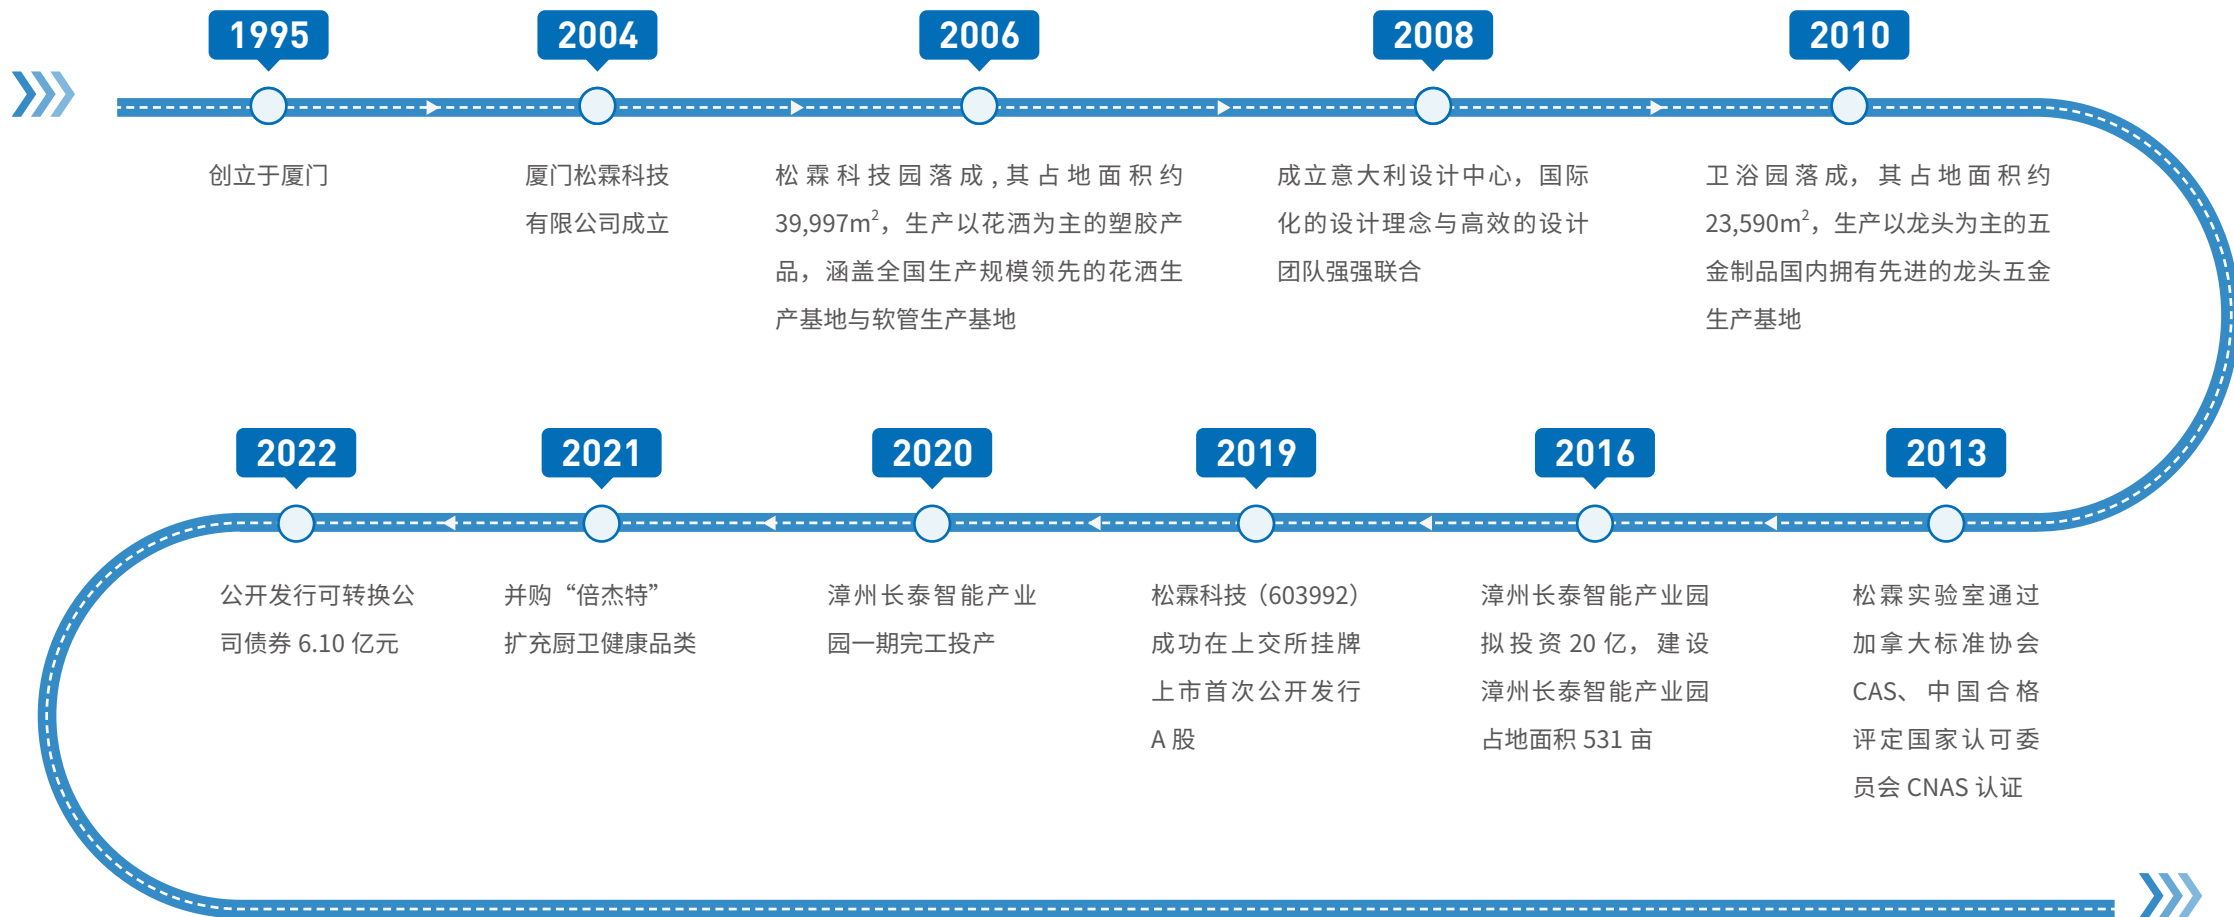 1995
创立于厦门
2004
厦门松霖科技
有限公司成立
2006
松霖科技园落成,其占地面积约
39,997m²，生产以花洒为主的塑胶产
品，涵盖全国生产规模领先的花洒生
产基地与软管生产基地
2008
成立意大利设计中心，国际
化的设计理念与高效的设计
团队强强联合
2010
卫浴园落成，其占地面积约
23,590m²，生产以龙头为主的五
金制品国内拥有先进的龙头五金
生产基地
2013
松霖实验室通过
加拿大标准协会
CAS、中国合格
评定国家认可委
员会 CNAS 认证
2016
漳州长泰智能产业园
拟投资 20 亿，建设
漳州长泰智能产业园
占地面积 531 亩
2019
松霖科技（603992）
成功在上交所挂牌
上市首次公开发行
A 股
2020
漳州长泰智能产业
园一期完工投产
2021
并购“倍杰特”
扩充厨卫健康品类
2022
公开发行可转换公
司债券 6.10 亿元